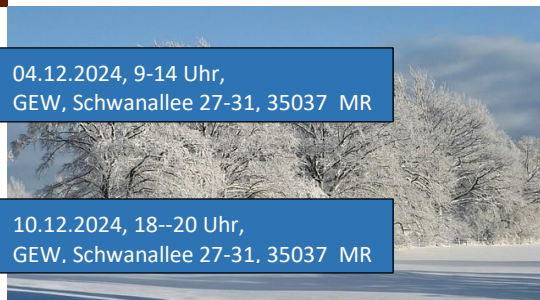 04.12.2024, 9-14 Uhr,
GEW, Schwanallee 27-31, 35037  MR
10.12.2024, 18--20 Uhr,
GEW, Schwanallee 27-31, 35037  MR